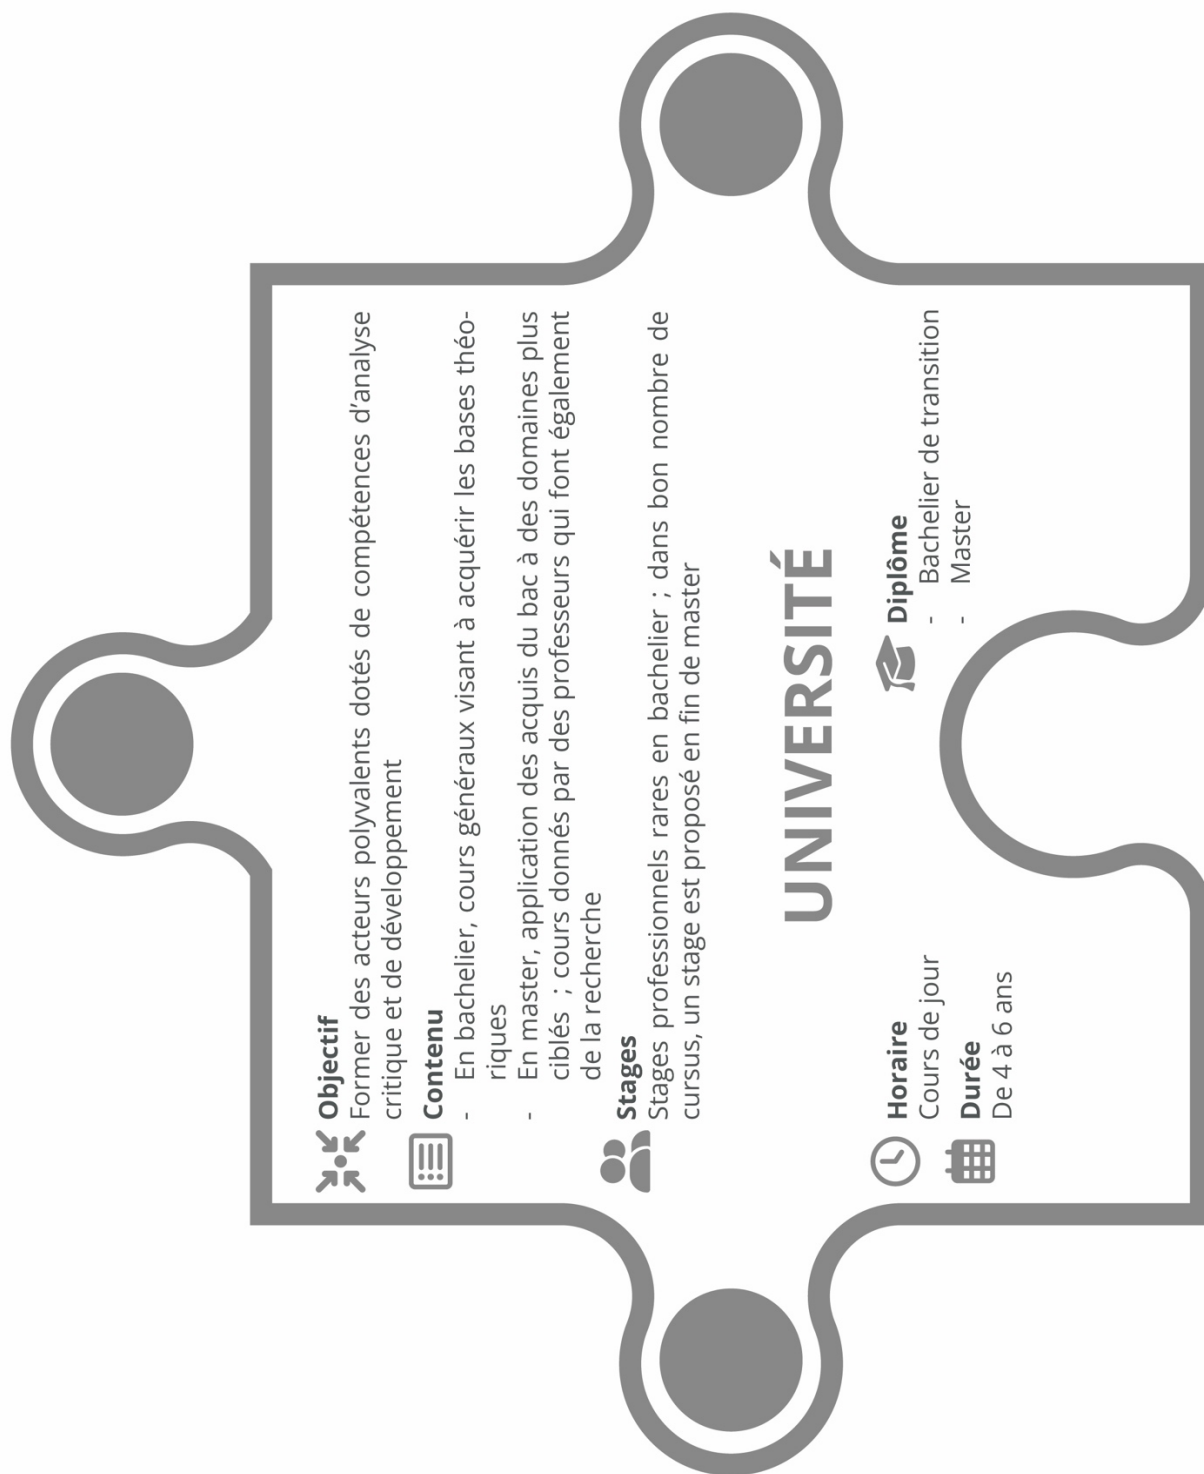 Objectif
Former des acteurs polyvalents dotés de compétences d'analyse
critique et de développement
Contenu
- En bachelier, cours généraux visant à acquérir les bases théo-
riques
- En master, application des acquis du bac à des domaines plus
ciblés ; cours donnés par des professeurs qui font également
de la recherche
Stages
Stages professionnels rares en bachelier ; dans bon nombre de
cursus, un stage est proposé en fin de master
UNIVERSITÉ
Horaire
Cours de jour
Durée
De 4 à 6 ans
Diplôme
- Bachelier de transition
- Master